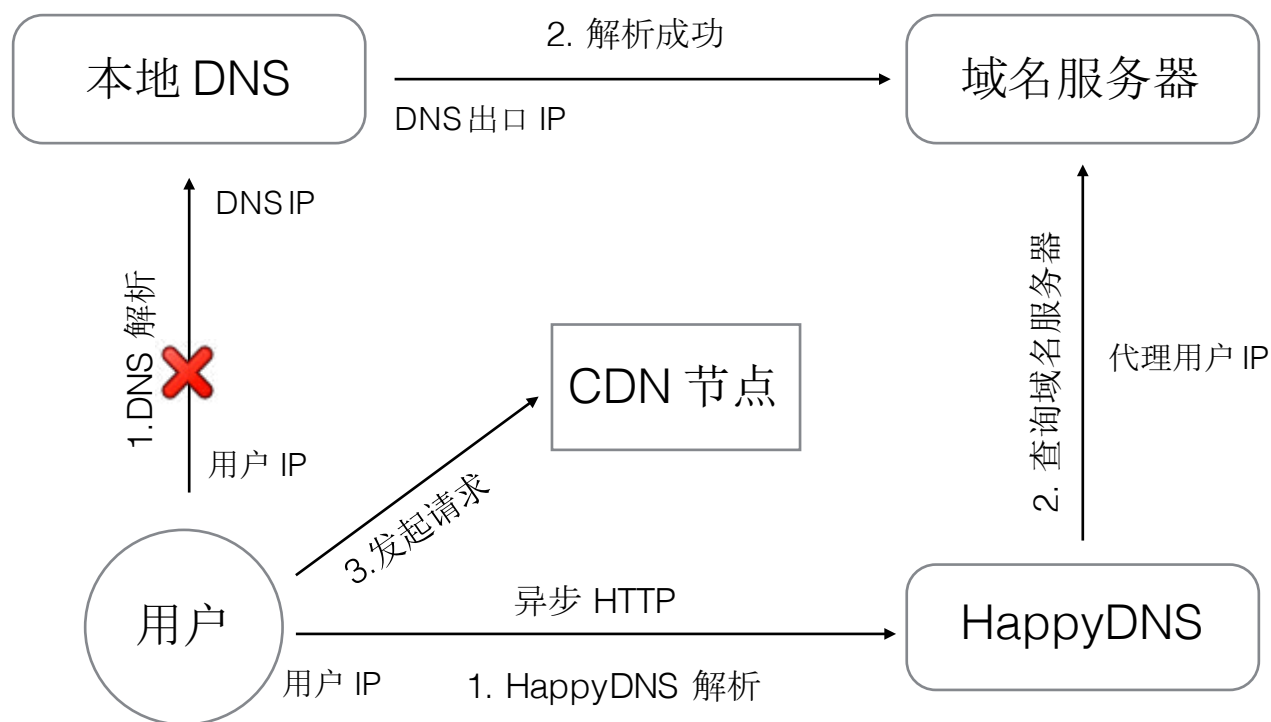 2. 解析成功
本地 DNS
域名服务器
DNS出口 IP
DNS IP
1.DNS 解析
用户 IP
CDN 节点
2. 查询域名服务器
代理用户 IP
3.发起请求
用户
异步 HTTP
HappyDNS
用户 IP
1. HappyDNS 解析